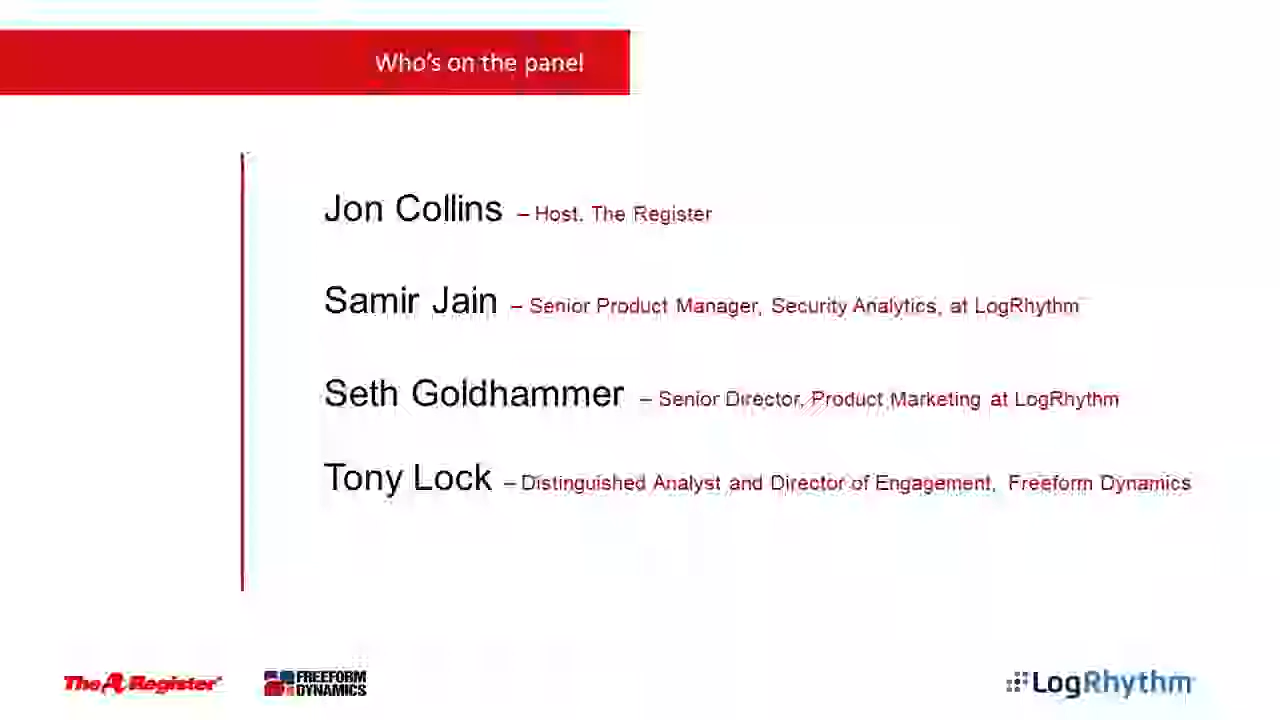 Who's on the panel
Jon Collins – Host. The Register
Samir Jain – Senior Product Manager, Security Analytics, at LogRhythm
Seth Goldhammer – Senior Director, Product Marketing at LogRhythm
Tony Lock – Distinguished Analyst and Director of Engagement, Freeform Dynamics
The Register
FREEFORM
DYNAMICS
LogRhythm